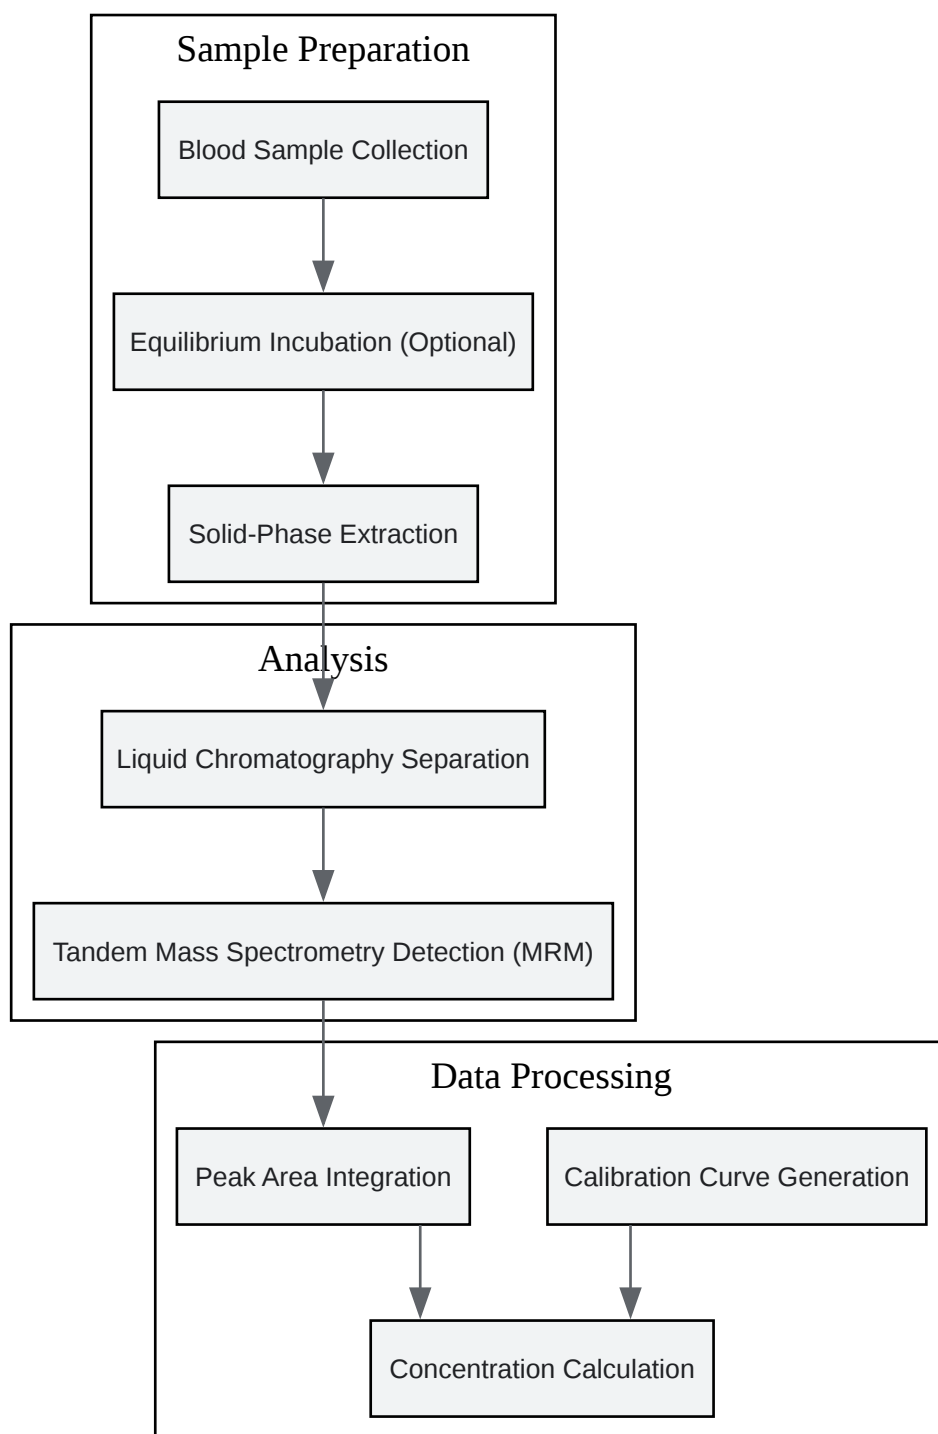 Sample Preparation
Blood Sample Collection
Equilibrium Incubation (Optional)
Solid-Phase Extraction
Analysis
Liquid Chromatography Separation
Tandem Mass Spectrometry Detection (MRM)
Data Processing
Peak Area Integration
Calibration Curve Generation
Concentration Calculation